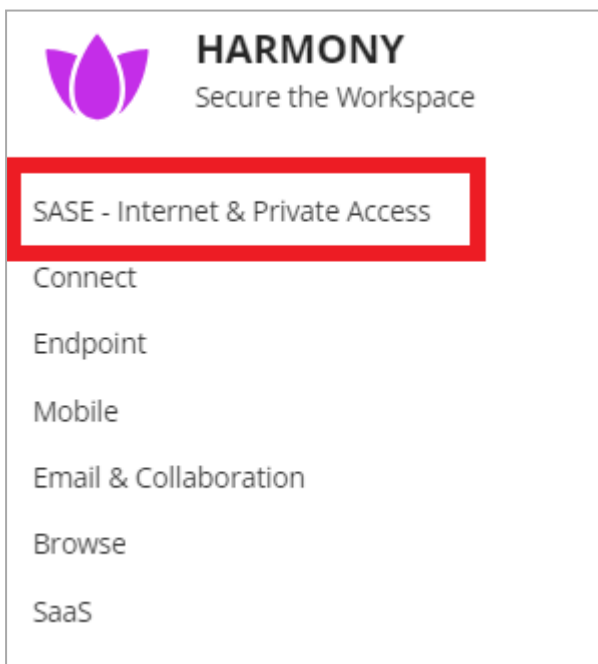 HARMONY
Secure the Workspace
SASE - Internet & Private Access
Connect
Endpoint
Mobile
Email & Collaboration
Browse
SaaS